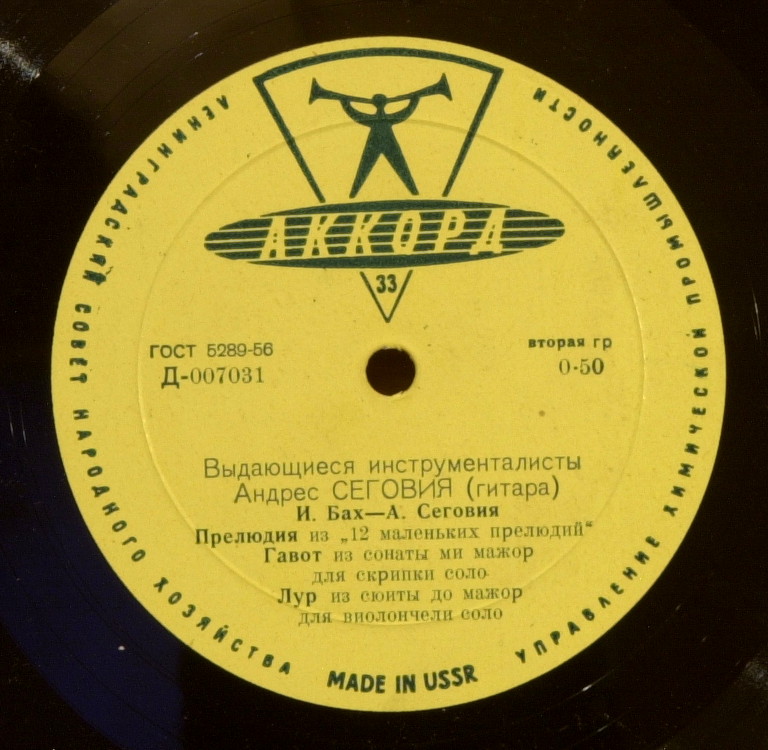 ЛЕНИНГРАДСКИЙ СОВЕТ НАРОДНОГО ХОЗЯЙСТВА
УПРАВЛЕНИЕ ХИМИЧЕСКОЙ ПРОМЫШЛЕННОСТИ
АККОРД
33
ГОСТ 5289-56
Д-007031
вторая гр
0-50
Выдающиеся инструменталисты
Андрес СЕГОВИЯ (гитара)
И. Бах—А. Сеговия
Прелюдия из „12 маленьких прелюдий“
Гавот из сонаты ми мажор
для скрипки соло
Лур из сюиты до мажор
для виолончели соло
MADE IN USSR